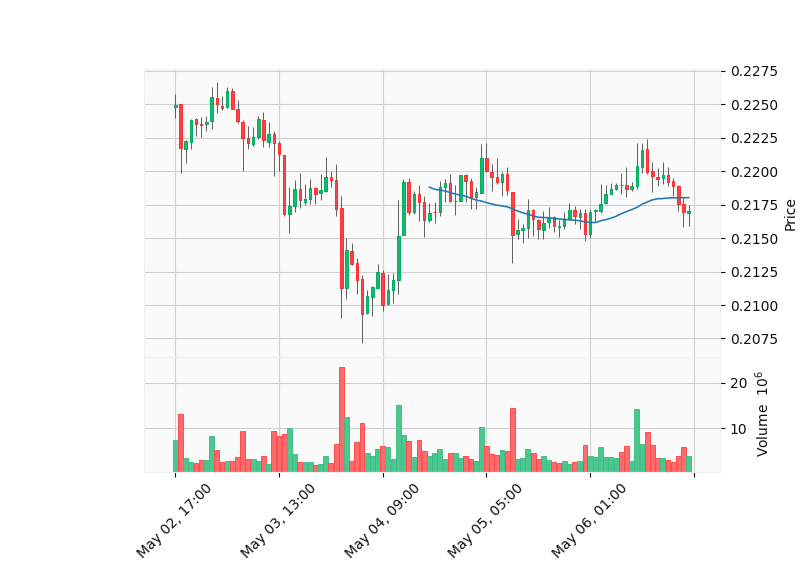 0.2275
0.2250
0.2225
0.2200
0.2175
0.2150
0.2125
0.2100
0.2075
Price
20
10
Volume 10^6
May 02, 17:00
May 03, 13:00
May 04, 09:00
May 05, 05:00
May 06, 01:00